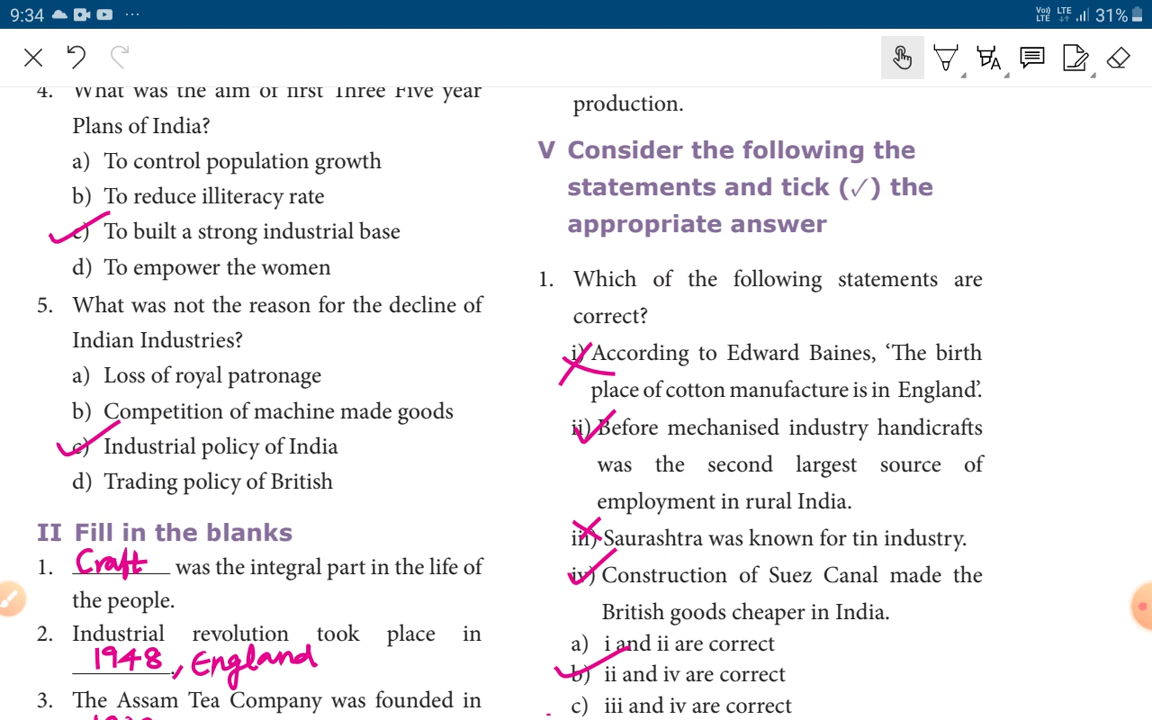 9:34
Vo)) LTE LTE 31%
4. What was the aim of first Three Five year
Plans of India?
a) To control population growth
b) To reduce illiteracy rate
c) To built a strong industrial base
d) To empower the women
5. What was not the reason for the decline of
Indian Industries?
a) Loss of royal patronage
b) Competition of machine made goods
c) Industrial policy of India
d) Trading policy of British
II Fill in the blanks
1. Craft was the integral part in the life of
the people.
2. Industrial revolution took place in
1948, England.
3. The Assam Tea Company was founded in
production.
V Consider the following the
statements and tick (✓) the
appropriate answer
1. Which of the following statements are
correct?
i) According to Edward Baines, ‘The birth
place of cotton manufacture is in England’.
ii) Before mechanised industry handicrafts
was the second largest source of
employment in rural India.
iii) Saurashtra was known for tin industry.
iv) Construction of Suez Canal made the
British goods cheaper in India.
a) i and ii are correct
b) ii and iv are correct
c) iii and iv are correct